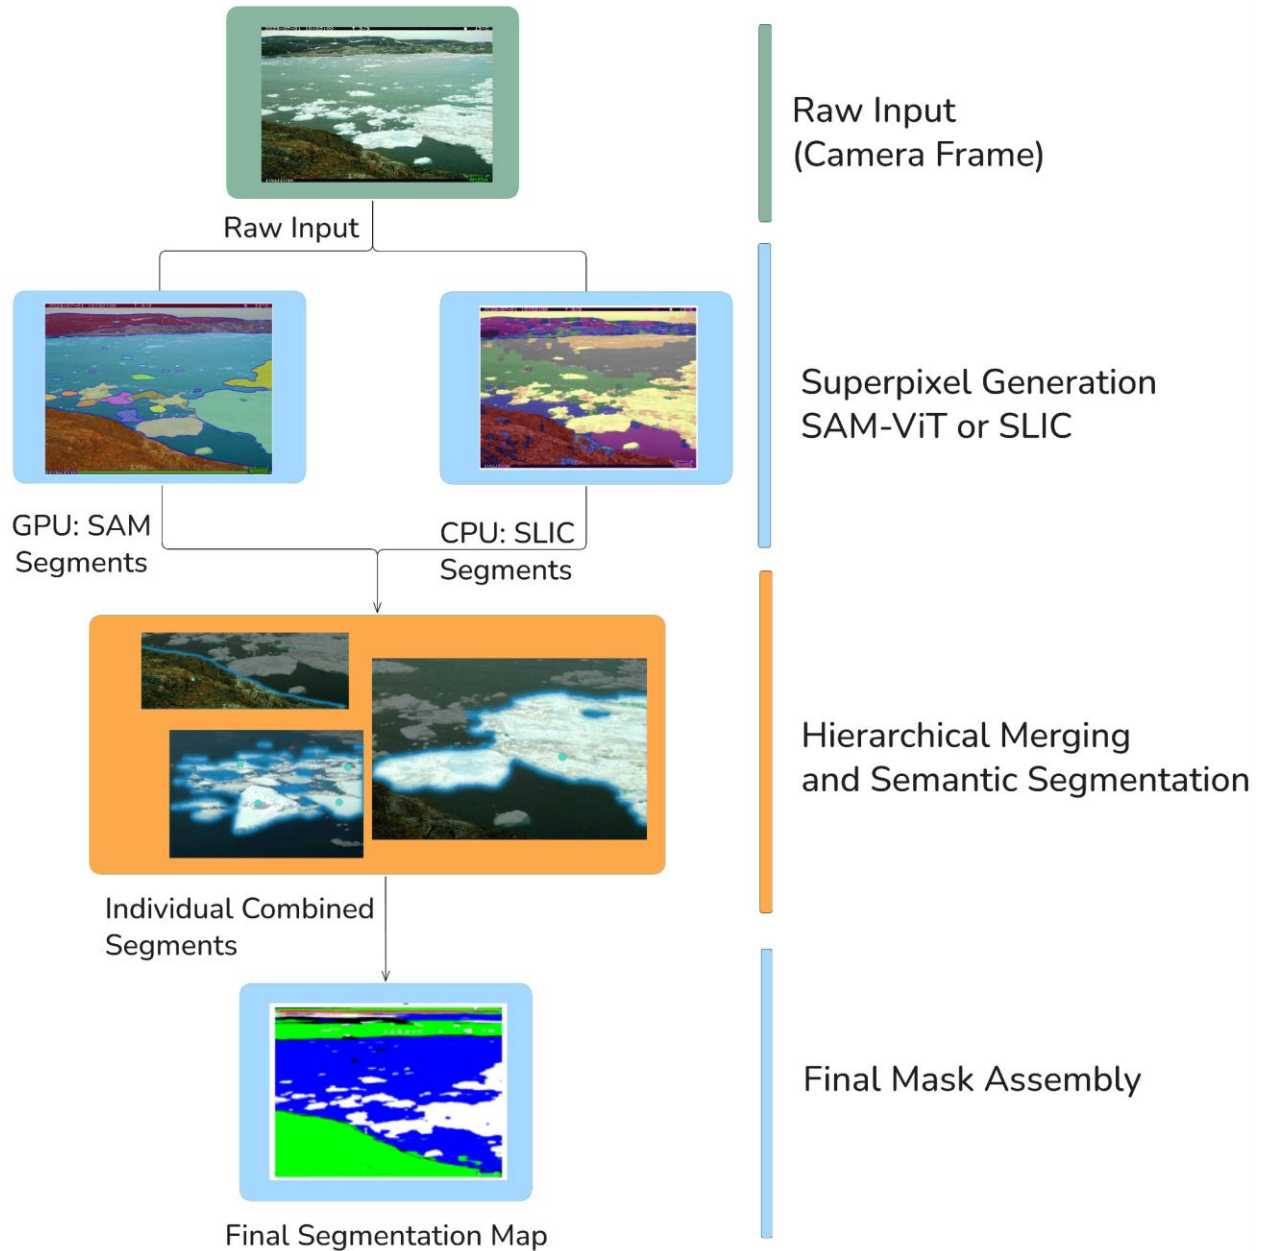 Raw Input
(Camera Frame)
Raw Input
Superpixel Generation
SAM-ViT or SLIC
GPU: SAM
Segments
CPU: SLIC
Segments
Hierarchical Merging
and Semantic Segmentation
Individual Combined
Segments
Final Mask Assembly
Final Segmentation Map